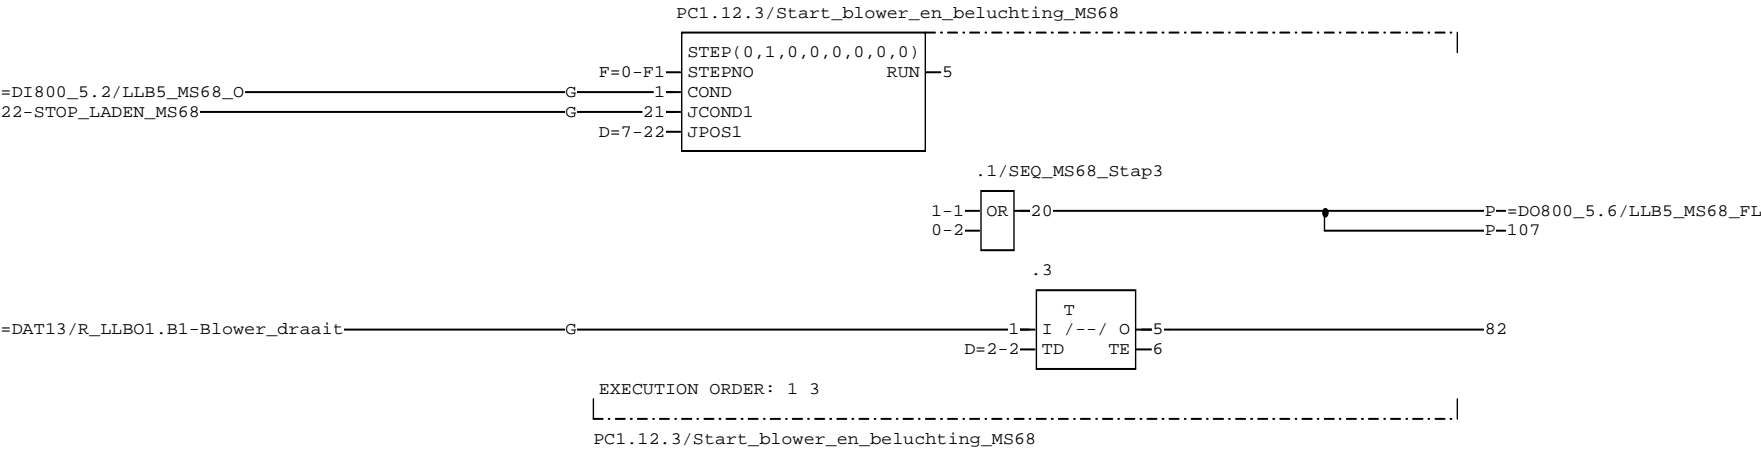 PC1.12.3/Start_blower_en_beluchting_MS68
STEP(0,1,0,0,0,0,0,0)
F=0-F1 STEPNO RUN 5
=DI800_5.2/LLB5_MS68_O G 1 COND
22-STOP_LADEN_MS68 G 21 JCOND1
D=7-22 JPOS1
.1/SEQ_MS68_Stap3
1-1 OR 20 P-=DO800_5.6/LLB5_MS68_FL
0-2 P-107
.3
T
=DAT13/R_LLBO1.B1-Blower_draait G 1 I /--/ O 5 82
D=2-2 TD TE 6
EXECUTION ORDER: 1 3
PC1.12.3/Start_blower_en_beluchting_MS68